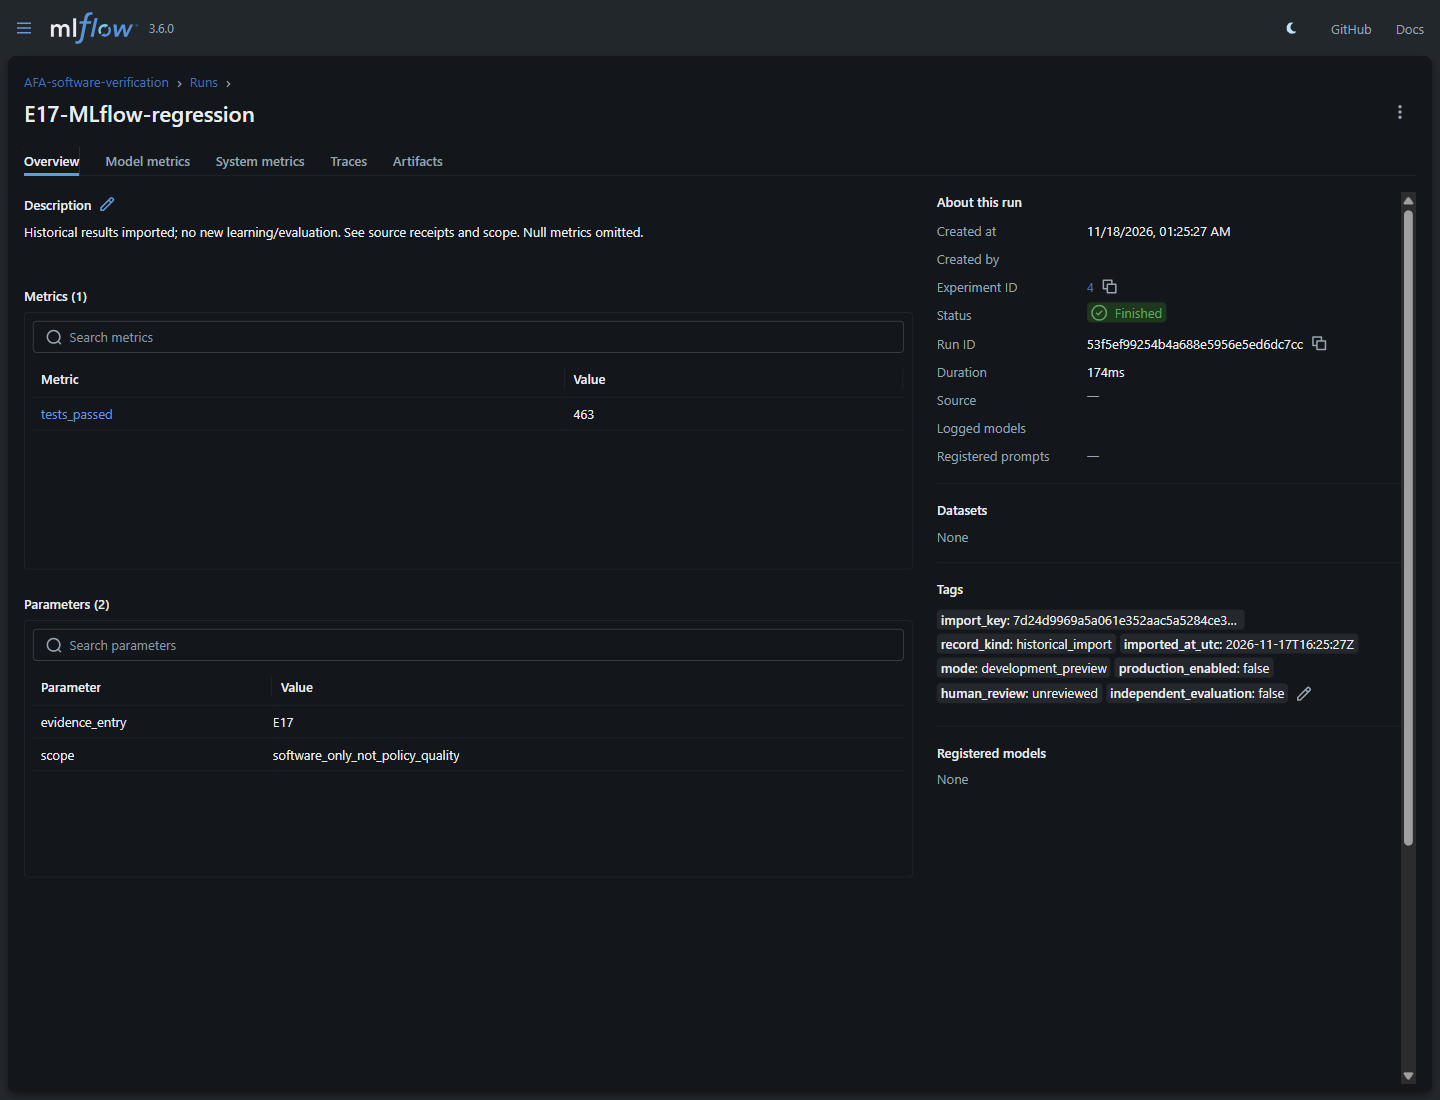 mlflow 3.6.0
GitHub Docs
AFA-software-verification › Runs ›
E17-MLflow-regression
Overview Model metrics System metrics Traces Artifacts
Description
Historical results imported; no new learning/evaluation. See source receipts and scope. Null metrics omitted.
Metrics (1)
Search metrics
Metric Value
tests_passed 463
Parameters (2)
Search parameters
Parameter Value
evidence_entry E17
scope software_only_not_policy_quality
About this run
Created at 11/18/2026, 01:25:27 AM
Created by
Experiment ID 4
Status Finished
Run ID 53f5ef99254b4a688e5956e5ed6dc7cc
Duration 174ms
Source —
Logged models
Registered prompts —
Datasets
None
Tags
import_key: 7d24d9969a5a061e352aac5a5284ce3...
record_kind: historical_import imported_at_utc: 2026-11-17T16:25:27Z
mode: development_preview production_enabled: false
human_review: unreviewed independent_evaluation: false
Registered models
None